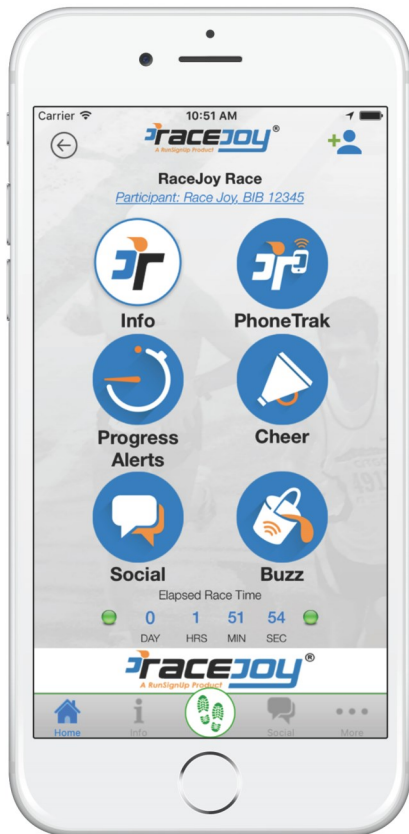 Carrier 10:51 AM
racejoy®
A RunSignUp Product
RaceJoy Race
Participant: Race Joy, BIB 12345
Info PhoneTrak
Progress Alerts Cheer
Social Buzz
Elapsed Race Time
0 1 51 54
DAY HRS MIN SEC
racejoy®
A RunSignUp Product
Home Info Social More